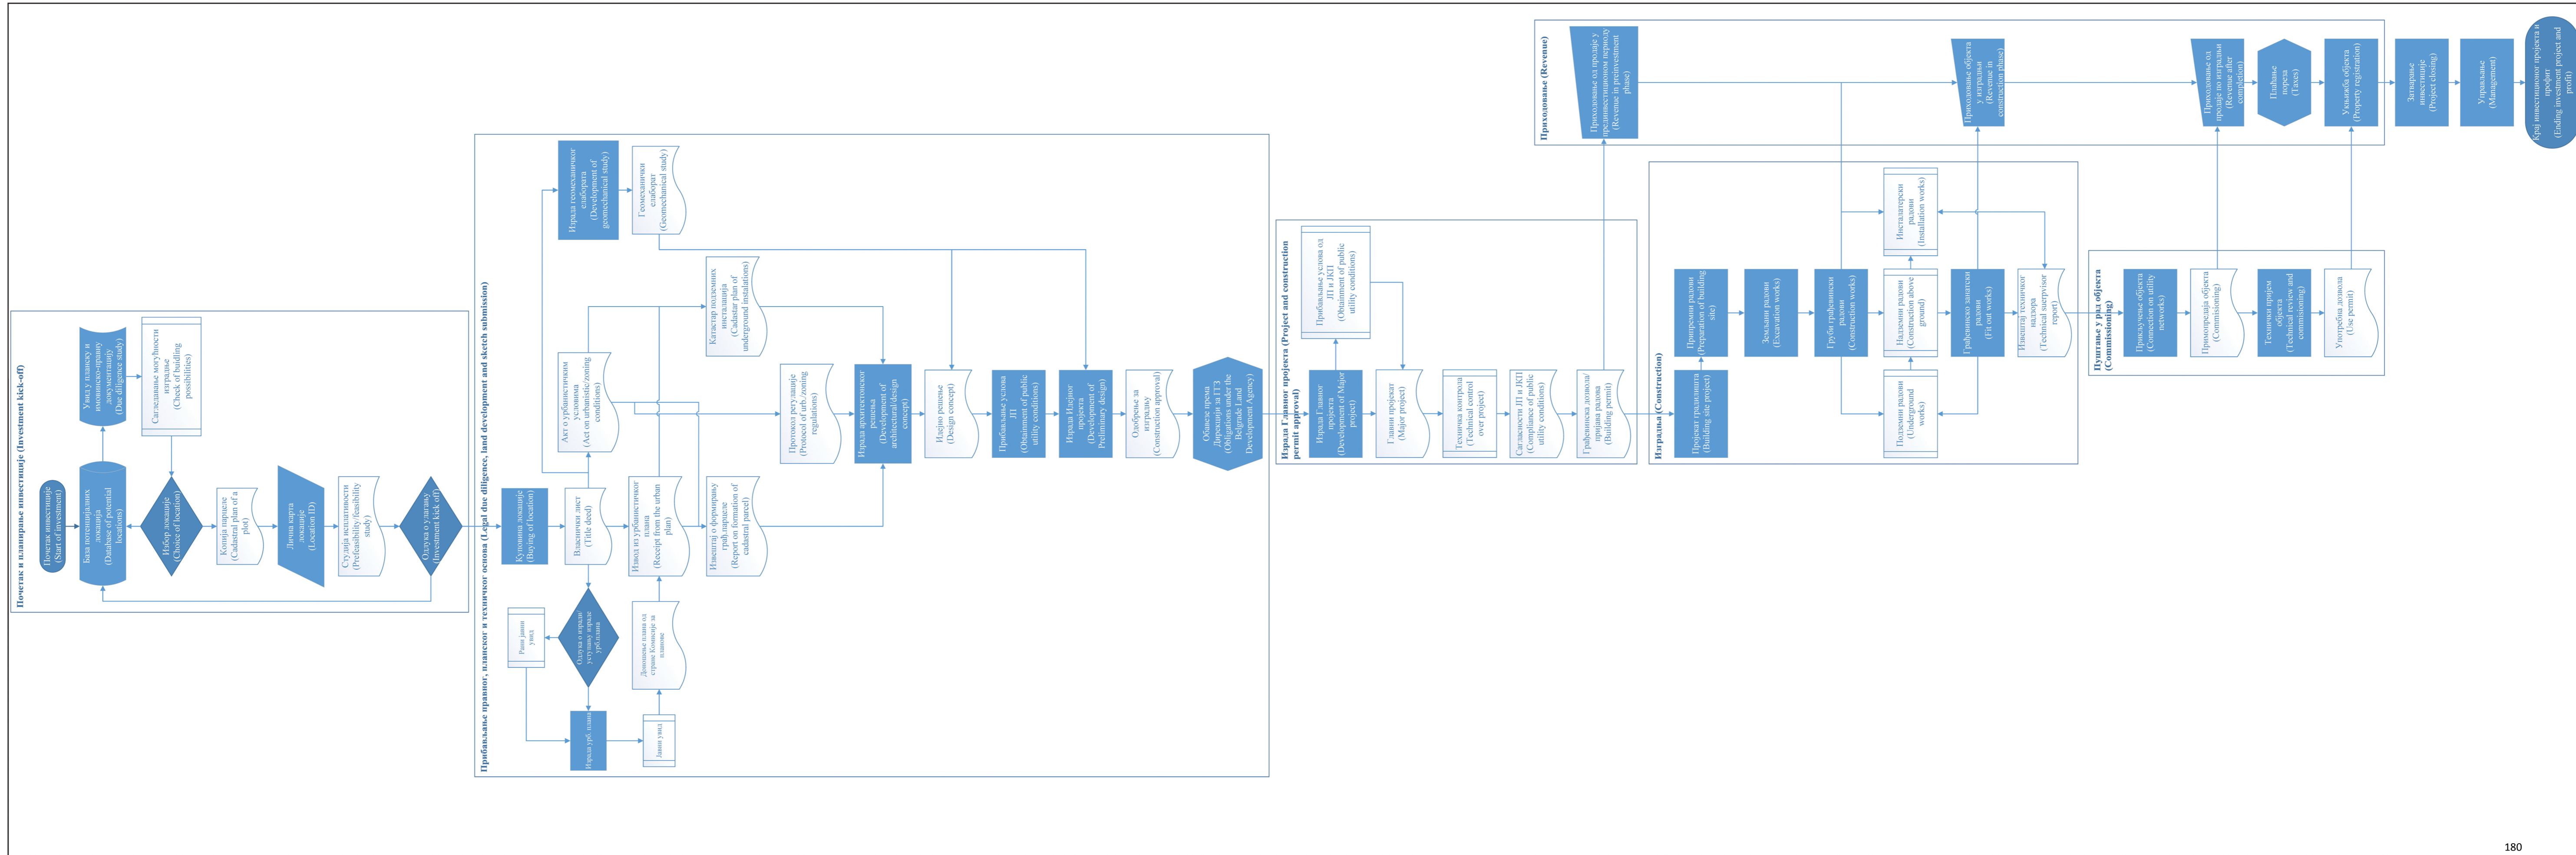 Почетак и планирање инвестиције (Investment kick-off)
Почетак инвестиције
(Start of investment)
База потенцијалних
локација
(Database of potential
locations)
Увид у планску и
имовинско-правну
документацију
(Due diligence study)
Сагледавање могућности
изградње
(Check of buidling
possibilities)
Избор локације
(Choice of location)
Копија парцеле
(Cadastral plan of a
plot)
Лична карта
локације
(Location ID)
Студија исплативости
(Prefeasibility/feasibility
study)
Одлука о улагању
(Investment kick off)
Прибављање правног, планског и техничког основа (Legal due diligence, land development and sketch submission)
Куповина локације
(Buying of location)
Власнички лист
(Title deed)
Одлука о изради/
уступању израде
урб.плана
Рани јавни
увид
Израда урб. плана
Јавни увид
Доношење плана од
стране Комисије за
планове
Извод из урбанистичког
плана
(Receipt from the urban
plan)
Извештај о формирању
грађ.парцеле
(Report on formation of
cadastral parcel)
Акт о урбанистичким
условима
(Act on urbanistic/zoning
conditions)
Израда геомеханичког
елабората
(Development of
geomechanical study)
Геомеханички
елаборат
(Geomechanical study)
Катастар подземних
инсталација
(Cadastar plan of
underground instalations)
Протокол регулације
(Protocol of urb./zoning
regulations)
Израда архитектонског
решења
(Development of
architectural/design
concept)
Идејно решење
(Design concept)
Прибављање услова
ЈП
(Obtainment of public
utility conditions)
Изради Идејног
пројекта
(Development of
Preliminary design)
Одобрење за
изградњу
(Construction approval)
Обавезе према
Дирекцији за ГГЗ
(Obligations under the
Belgrade Land
Development Agency)
Израда Главног пројекта (Project and construction
permit approval)
Израда Главног
пројекта
(Development of Major
project)
Прибављање услова од
ЈП и ЈКП
(Obtainment of public
utility conditions)
Главни пројекат
(Major project)
Техничка контрола
(Technical control
over project)
Сагласности ЈП и ЈКП
(Compliance of public
utility conditions)
Грађевинска дозвола/
пријава радова
(Building permit)
Изградња (Construction)
Пројекат градилишта
(Building site project)
Припремни радови
(Preparation of building
site)
Земљани радови
(Excavation works)
Груби грађевински
радови
(Construction works)
Подземни радови
(Underground
works)
Надземни радови
(Construction above
ground)
Инсталатерски
радови
(Installation works)
Грађевинско занатски
радови
(Fit out works)
Извештај техничког
надзора
(Technical suerpvisor
report)
Пуштање у рад објекта
(Commissioning)
Прикључење објекта
(Connection on utility
networks)
Примопредаја објекта
(Commisioning)
Технички пријем
објекта
(Technical review and
commisioning)
Употребна дозвола
(Use permit)
Приходовање (Revenue)
Приходовање од продаје у
прединвестиционом периоду
(Revenue in preinvestment
phase)
Приходовање објекта
у изградњи
(Revenue in
construction phase)
Приходовање од
продаје по изградњи
(Revenue after
completion)
Плаћање
пореза
(Taxes)
Укњижба објекта
(Property registration)
Затварање
инвестиције
(Project closing)
Управљање
(Management)
Крај инвестиционог пројекта и
профит
(Ending investment project and
profit)
180